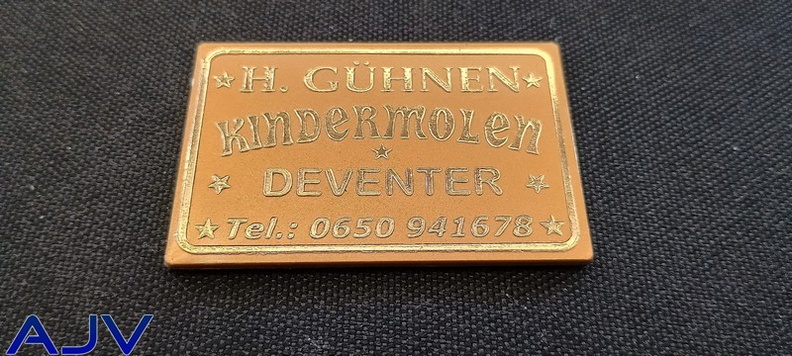 H. GÜHNEN
KINDERMOLEN
DEVENTER
Tel.: 0650 941678
AJV